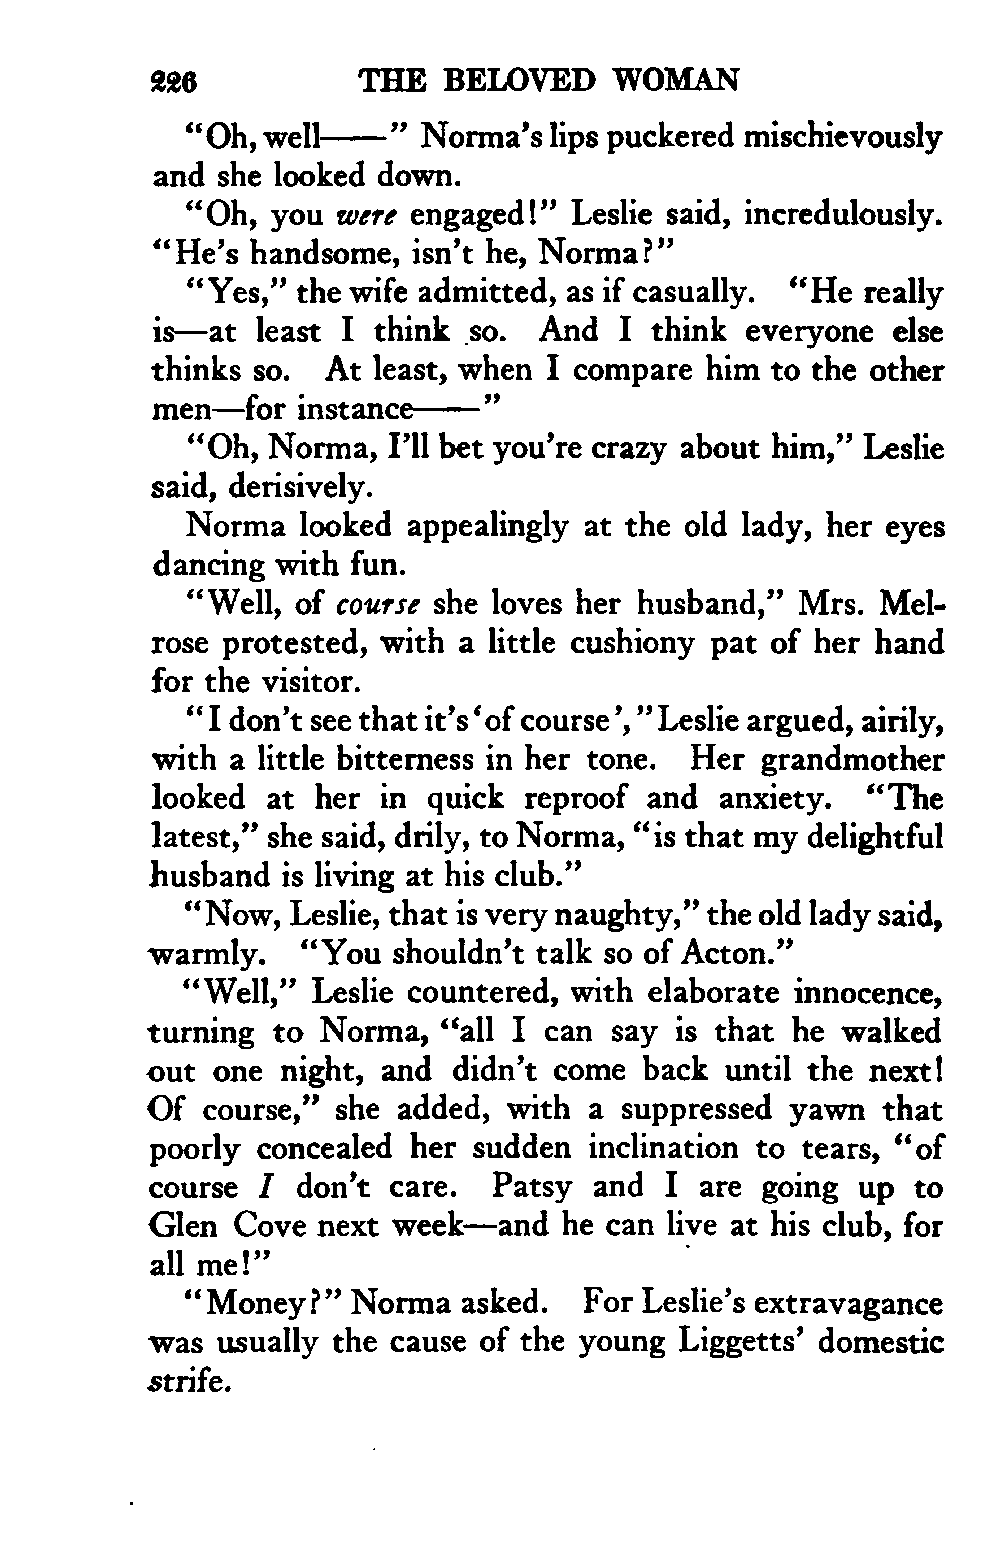 226 THE BELOVED WOMAN
“Oh, well——” Norma’s lips puckered mischievously
and she looked down.
“Oh, you were engaged!” Leslie said, incredulously.
“He’s handsome, isn’t he, Norma?”
“Yes,” the wife admitted, as if casually. “He really
is—at least I think so. And I think everyone else
thinks so. At least, when I compare him to the other
men—for instance——”
“Oh, Norma, I’ll bet you’re crazy about him,” Leslie
said, derisively.
Norma looked appealingly at the old lady, her eyes
dancing with fun.
“Well, of course she loves her husband,” Mrs. Mel-
rose protested, with a little cushiony pat of her hand
for the visitor.
“I don’t see that it’s ‘of course’,” Leslie argued, airily,
with a little bitterness in her tone. Her grandmother
looked at her in quick reproof and anxiety. “The
latest,” she said, drily, to Norma, “is that my delightful
husband is living at his club.”
“Now, Leslie, that is very naughty,” the old lady said,
warmly. “You shouldn’t talk so of Acton.”
“Well,” Leslie countered, with elaborate innocence,
turning to Norma, “all I can say is that he walked
out one night, and didn’t come back until the next!
Of course,” she added, with a suppressed yawn that
poorly concealed her sudden inclination to tears, “of
course I don’t care. Patsy and I are going up to
Glen Cove next week—and he can live at his club, for
all me!”
“Money?” Norma asked. For Leslie’s extravagance
was usually the cause of the young Liggetts’ domestic
strife.